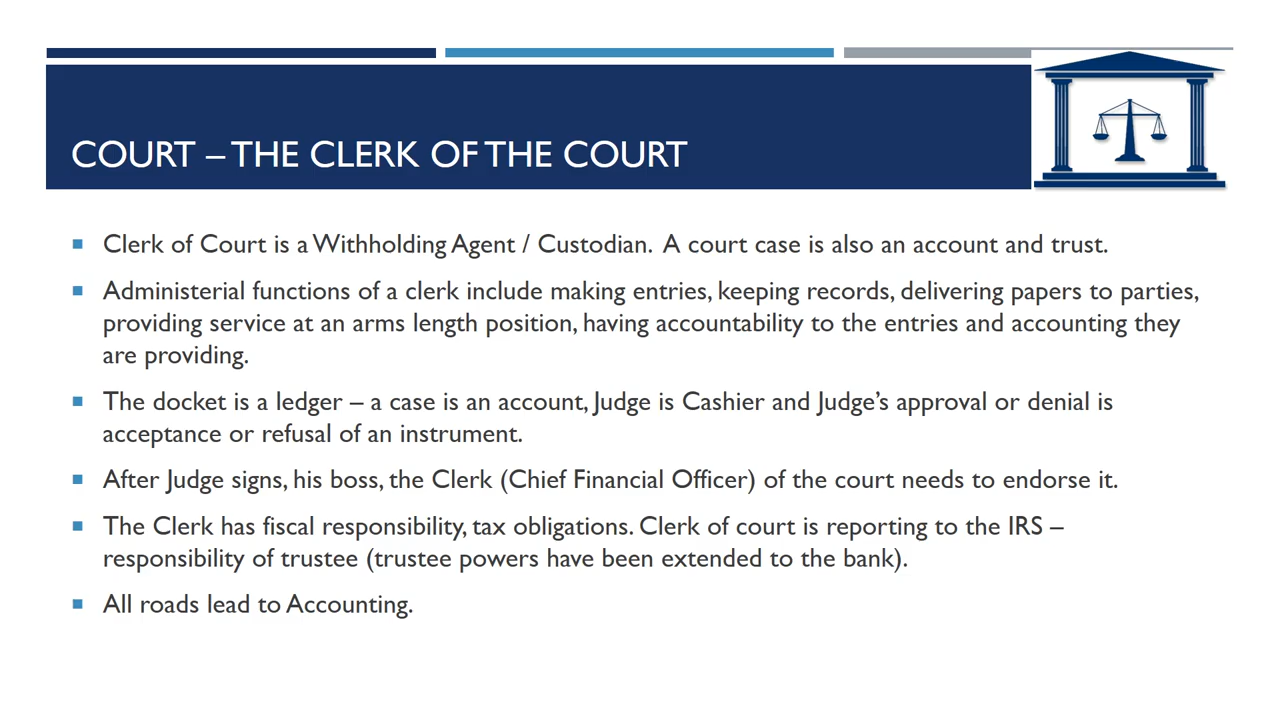 COURT – THE CLERK OF THE COURT
Clerk of Court is a Withholding Agent / Custodian. A court case is also an account and trust.
Administerial functions of a clerk include making entries, keeping records, delivering papers to parties,
providing service at an arms length position, having accountability to the entries and accounting they
are providing.
The docket is a ledger – a case is an account, Judge is Cashier and Judge's approval or denial is
acceptance or refusal of an instrument.
After Judge signs, his boss, the Clerk (Chief Financial Officer) of the court needs to endorse it.
The Clerk has fiscal responsibility, tax obligations. Clerk of court is reporting to the IRS –
responsibility of trustee (trustee powers have been extended to the bank).
All roads lead to Accounting.